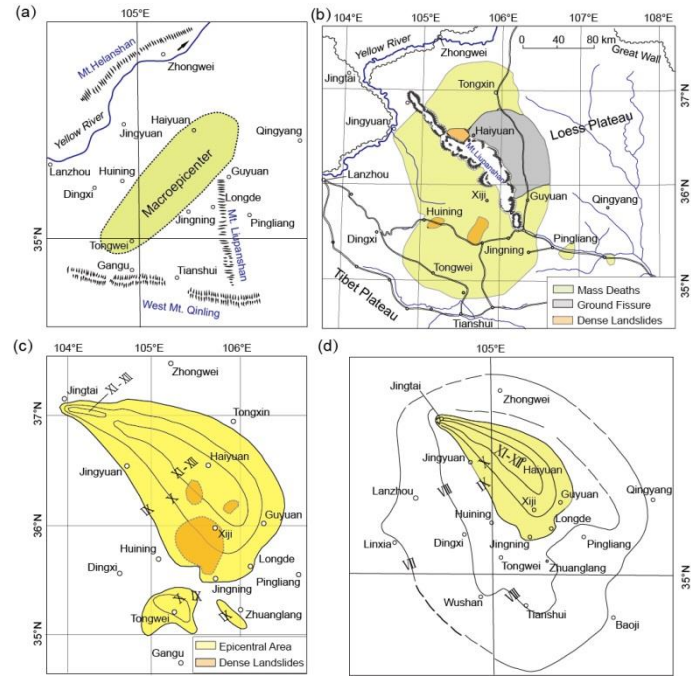 (a)
105°E
Mt.Helanshan
Zhongwei
Yellow River
Haiyuan
Jingyuan
Qingyang
Lanzhou
Huining
Dingxi
Macroepicenter
Guyuan
Longde
Jingning
Mt. Liupanshan
Pingliang
35°N
Tongwei
Gangu
Tianshui
West Mt. Qinling
(b)
104°E 105°E 106°E 107°E 108°E
Yellow River
Zhongwei
0 40 80 km
Great Wall
Jingtai
Tongxin
37°N
Jingyuan
Haiyuan
Loess Plateau
Mt.Liupanshan
Lanzhou
36°N
Xiji
Guyuan
Qingyang
Huining
Dingxi
Jingning
Pingliang
Tongwei
35°N
Tibet Plateau
Tianshui
Mass Deaths
Ground Fissure
Dense Landslides
(c)
104°E 105°E 106°E
Zhongwei
Jingtai
XI-XII
37°N
Tongxin
Jingyuan
Haiyuan
XI-XII
IX
X
36°N
Guyuan
Xiji
Huining
Longde
Dingxi
Jingning
Pingliang
X
IX
Tongwei
IX
Zhuanglang
35°N
Gangu
Epicentral Area
Dense Landslides
(d)
105°E
Jingtai
Zhongwei
Jingyuan
X
XI-XII
Haiyuan
IX
Lanzhou
VIII
Xiji
Guyuan
Qingyang
Huining
Longde
Linxia
Dingxi
Jingning
Pingliang
VII
Tongwei
Zhuanglang
35°N
Wushan
VIII
Tianshui
Baoji